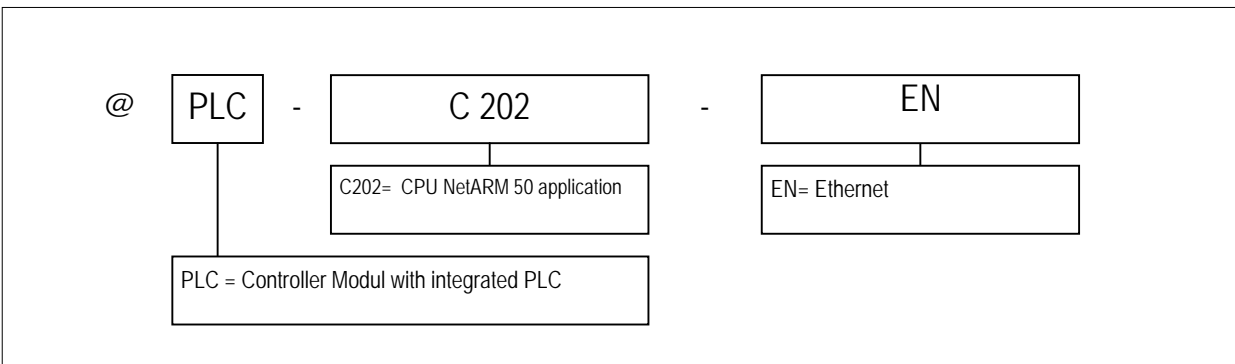 @ PLC - C 202 - EN
C202= CPU NetARM 50 application
EN= Ethernet
PLC = Controller Modul with integrated PLC